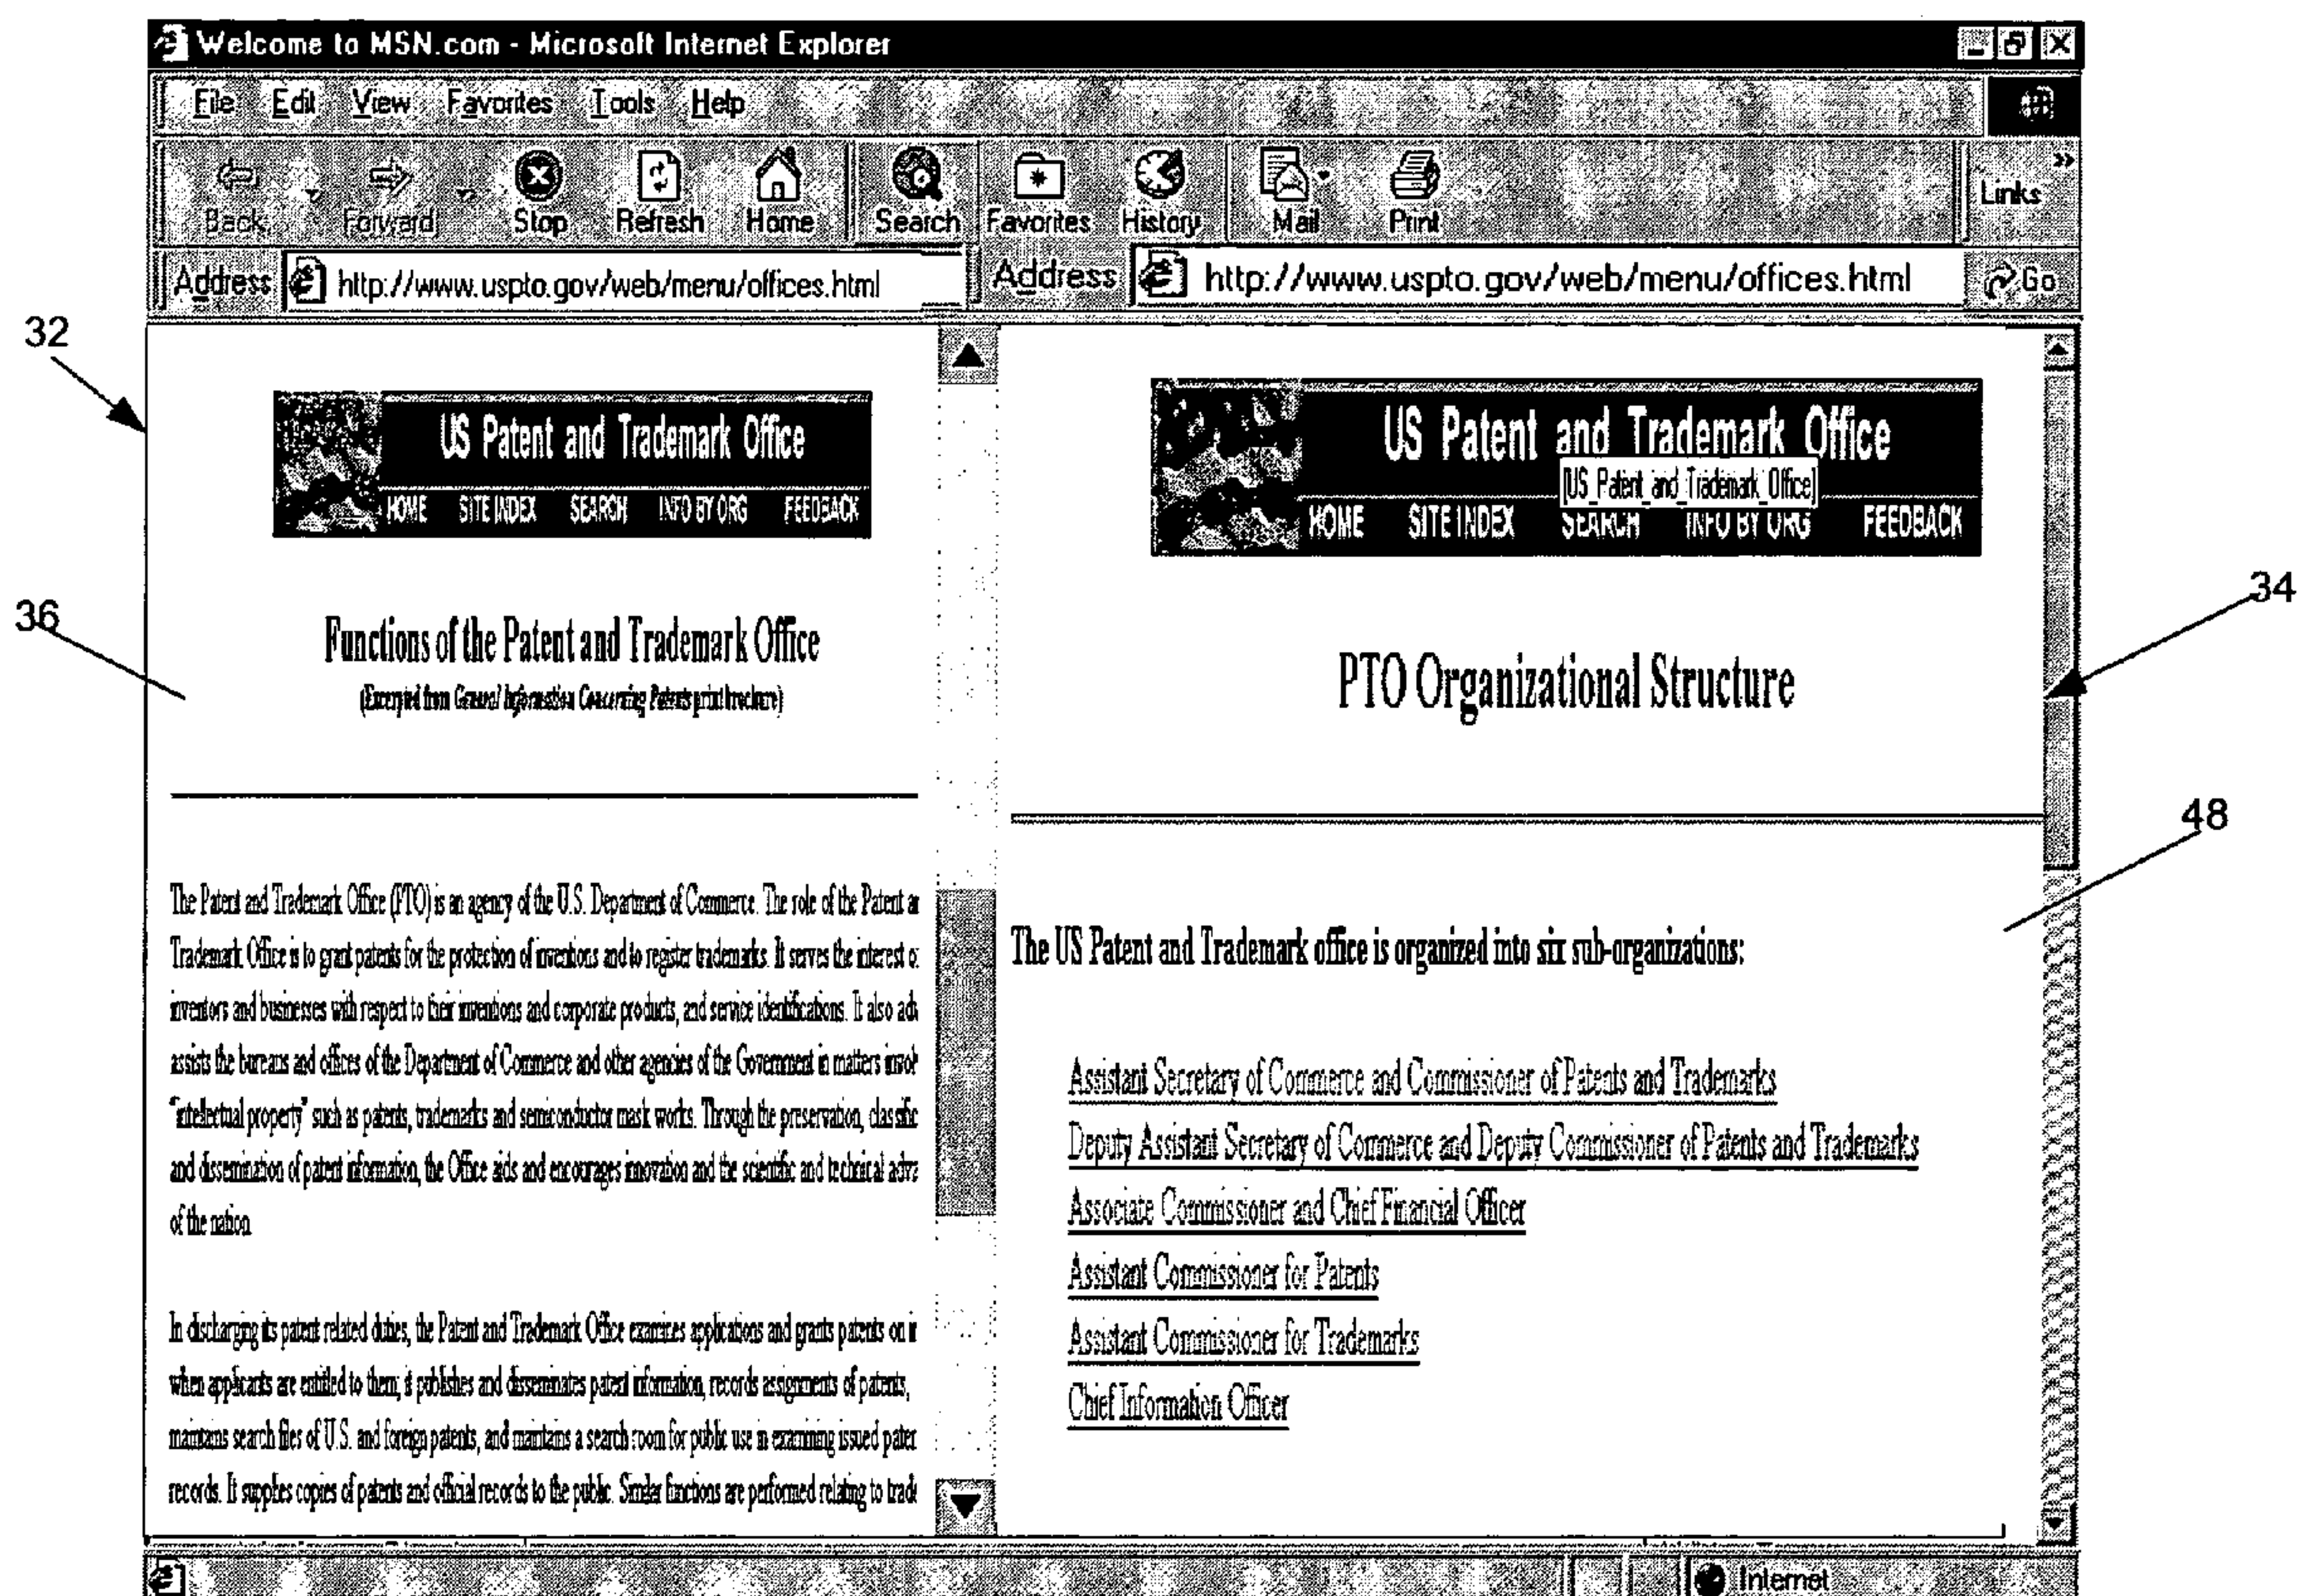 Welcome to MSN.com - Microsoft Internet Explorer
File Edit View Favorites Tools Help
Back Forward Stop Refresh Home Search Favorites History Mail Print Links »
Address http://www.uspto.gov/web/menu/offices.html Address http://www.uspto.gov/web/menu/offices.html Go
32
36
US Patent and Trademark Office
HOME SITE INDEX SEARCH INFO BY ORG FEEDBACK
Functions of the Patent and Trademark Office
(Excerpted from General Information Concerning Patents print brochure)
The Patent and Trademark Office (PTO) is an agency of the U.S. Department of Commerce. The role of the Patent an
Trademark Office is to grant patents for the protection of inventions and to register trademarks. It serves the interest o
inventors and businesses with respect to their inventions and corporate products, and service identifications. It also adv
assists the bureaus and offices of the Department of Commerce and other agencies of the Government in matters invol
"intellectual property" such as patents, trademarks and semiconductor mask works. Through the preservation, classific
and dissemination of patent information, the Office aids and encourages innovation and the scientific and technical adva
of the nation
In discharging its patent related duties, the Patent and Trademark Office examines applications and grants patents on in
when applicants are entitled to them; it publishes and disseminates patent information, records assignments of patents,
maintains search files of U.S. and foreign patents, and maintains a search room for public use in examining issued paten
records. It supplies copies of patents and official records to the public. Similar functions are performed relating to trade
US Patent and Trademark Office
[US_Patent_and_Trademark_Office]
HOME SITE INDEX SEARCH INFO BY ORG FEEDBACK
PTO Organizational Structure
34
48
The US Patent and Trademark office is organized into six sub-organizations:
Assistant Secretary of Commerce and Commissioner of Patents and Trademarks
Deputy Assistant Secretary of Commerce and Deputy Commissioner of Patents and Trademarks
Associate Commissioner and Chief Financial Officer
Assistant Commissioner for Patents
Assistant Commissioner for Trademarks
Chief Information Officer
Internet